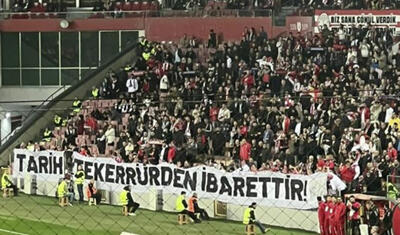 BİZ SANA GÖNÜL VERDİK
TARİH TEKERRÜRDEN İBARETTİR!